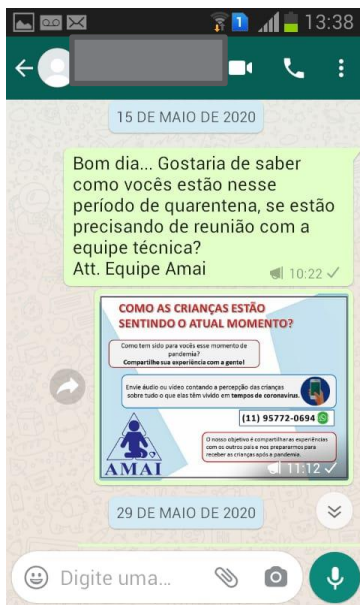 13:38
15 DE MAIO DE 2020
Bom dia... Gostaria de saber
como vocês estão nesse
período de quarentena, se estão
precisando de reunião com a
equipe técnica?
Att. Equipe Amai
10:22
COMO AS CRIANÇAS ESTÃO
SENTINDO O ATUAL MOMENTO?
Como tem sido para vocês esse momento de
pandemia?
Compartilhe sua experiência com a gente!
Envie áudio ou vídeo contando a percepção das crianças
sobre tudo o que elas têm vivido em tempos de coronavírus.
(11) 95772-0694
O nosso objetivo é compartilhar as experiências
com os outros pais e nos prepararmos para
receber as crianças após a pandemia.
AMAI
11:12
29 DE MAIO DE 2020
Digite uma...